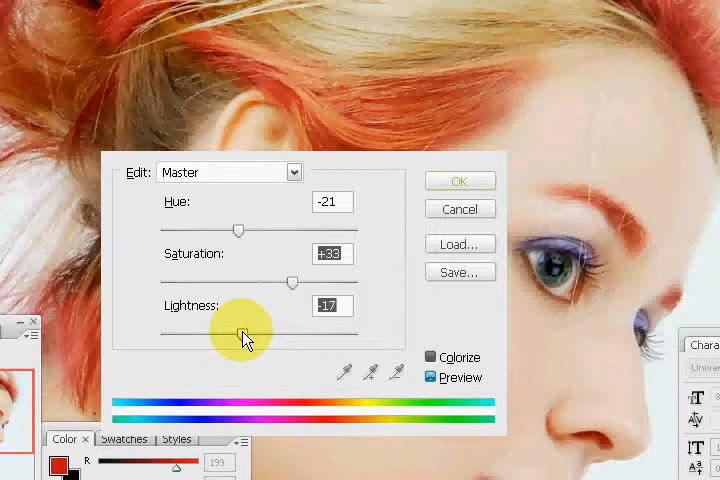 Edit: Master
Hue: -21
Saturation: +33
Lightness: -17
OK
Cancel
Load...
Save...
Colorize
Preview
Color × Swatches Styles
R 199
Chara
Univer